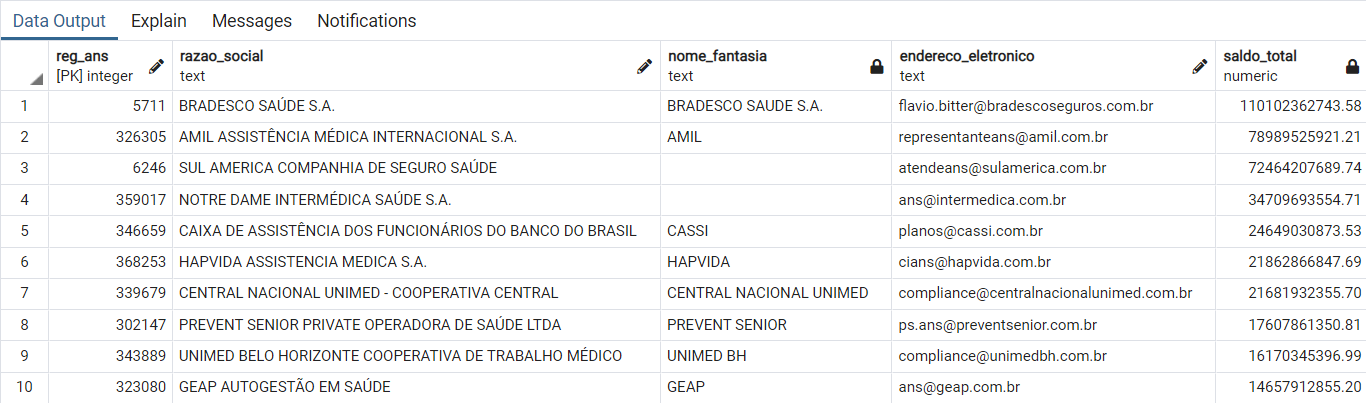 Data Output Explain Messages Notifications
reg_ans razao_social nome_fantasia endereco_eletronico saldo_total
[PK] integer text text text numeric
1 5711 BRADESCO SAÚDE S.A. BRADESCO SAUDE S.A. flavio.bitter@bradescoseguros.com.br 110102362743.58
2 326305 AMIL ASSISTÊNCIA MÉDICA INTERNACIONAL S.A. AMIL representanteans@amil.com.br 78989525921.21
3 6246 SUL AMERICA COMPANHIA DE SEGURO SAÚDE atendeans@sulamerica.com.br 72464207689.74
4 359017 NOTRE DAME INTERMÉDICA SAÚDE S.A. ans@intermedica.com.br 34709693554.71
5 346659 CAIXA DE ASSISTÊNCIA DOS FUNCIONÁRIOS DO BANCO DO BRASIL CASSI planos@cassi.com.br 24649030873.53
6 368253 HAPVIDA ASSISTENCIA MEDICA S.A. HAPVIDA cians@hapvida.com.br 21862866847.69
7 339679 CENTRAL NACIONAL UNIMED - COOPERATIVA CENTRAL CENTRAL NACIONAL UNIMED compliance@centralnacionalunimed.com.br 21681932355.70
8 302147 PREVENT SENIOR PRIVATE OPERADORA DE SAÚDE LTDA PREVENT SENIOR ps.ans@preventsenior.com.br 17607861350.81
9 343889 UNIMED BELO HORIZONTE COOPERATIVA DE TRABALHO MÉDICO UNIMED BH compliance@unimedbh.com.br 16170345396.99
10 323080 GEAP AUTOGESTÃO EM SAÚDE GEAP ans@geap.com.br 14657912855.20